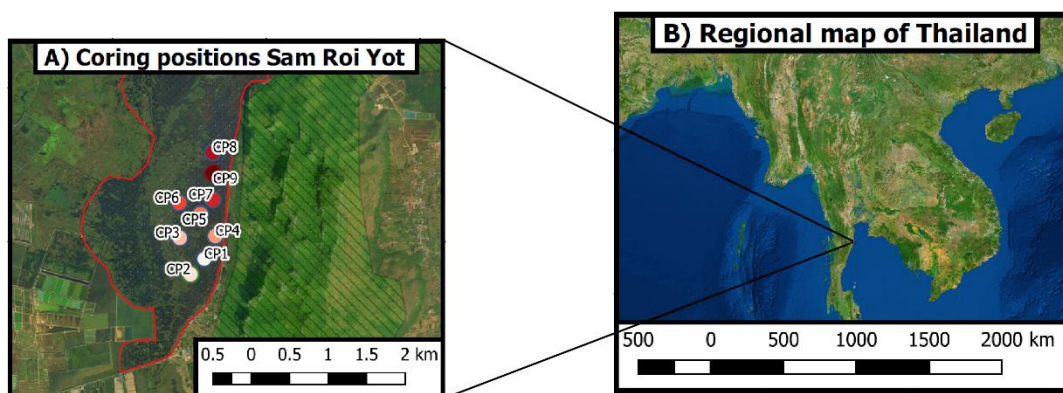 A) Coring positions Sam Roi Yot
CP8
CP9
CP6 CP7
CP5
CP3 CP4
CP1
CP2
0.5 0 0.5 1 1.5 2 km
B) Regional map of Thailand
500 0 500 1000 1500 2000 km